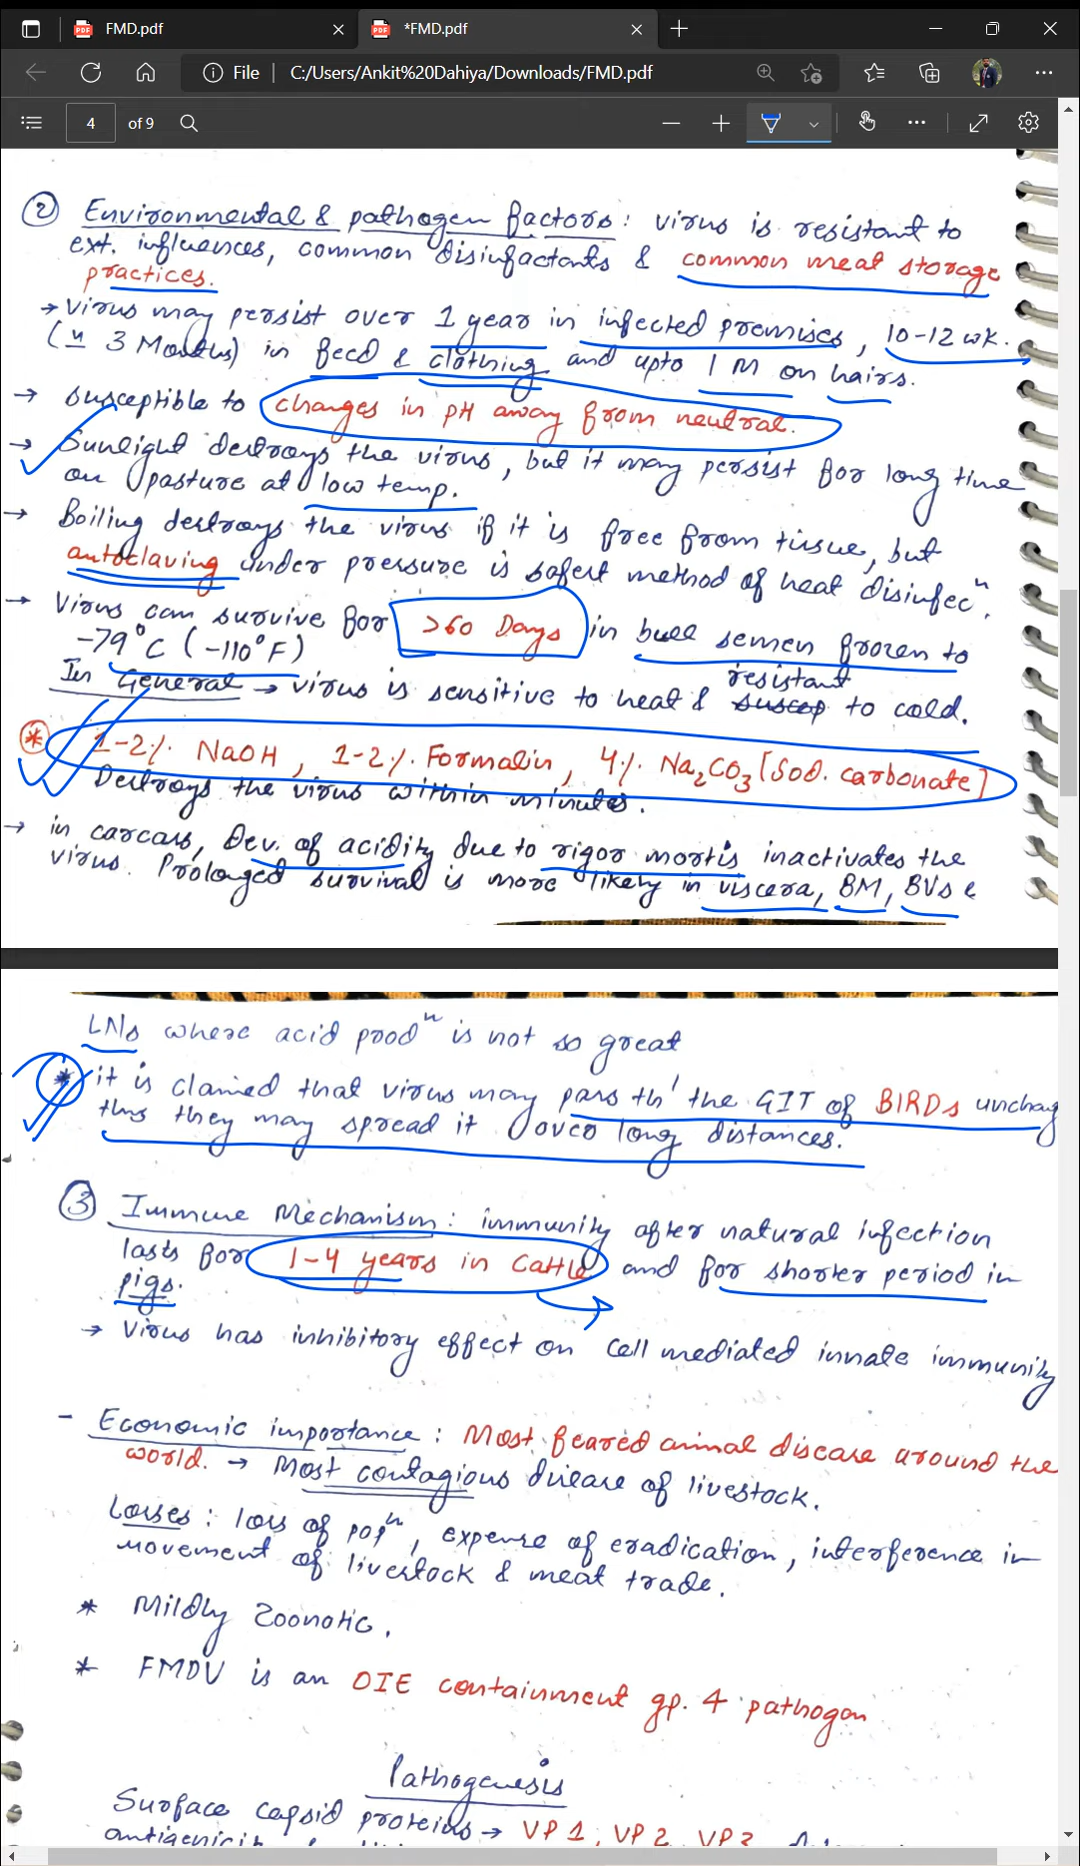 FMD.pdf
*FMD.pdf
File
C:/Users/Ankit%20Dahiya/Downloads/FMD.pdf
4 of 9
② Environmental & pathogen factors: virus is resistant to
ext. influences, common disinfactants & common meat storage
practices.
→ Virus may persist over 1 year in infected premises, 10-12 wk.
3 Months) in feed & clothing and upto 1 M on hairs.
→ Susceptible to changes in pH away from neutral.
→ Sunlight destroys the virus, but it may persist for long time
on pasture at low temp.
→ Boiling destroys the virus if it is free from tissue, but
autoclaving under pressure is safest method of heat disinfecⁿ.
→ Virus can survive for >60 Days in bull semen frozen to
-79°C (-110°F)
In General → virus is sensitive to heat & resistant to cold.
* 1-2%. NaOH, 1-2%. Formalin, 4%. Na₂CO₃ [Sod. carbonate]
Destroys the virus within minutes.
→ in carcass, Dev. of acidity due to rigor mortis inactivates the
virus. Prolonged survival is more likely in viscera, BM, BVs &
LNs where acid prodⁿ is not so great
* it is claimed that virus may pass th' the GIT of BIRDs unchang
thus they may spread it over long distances.
③ Immune Mechanism: immunity after natural infection
lasts for 1-4 years in Cattle and for shorter period in
pigs.
→ Virus has inhibitory effect on cell mediated innate immunity
- Economic importance: Most feared animal disease around the
world. → Most contagious disease of livestock.
Losses: loss of popⁿ, expense of eradication, interference in
movement of livestock & meat trade.
* Mildly Zoonotic.
* FMDV is an OIE containment gp. 4 pathogen
Pathogenesis
Surface capsid proteins → VP1, VP2, VP3